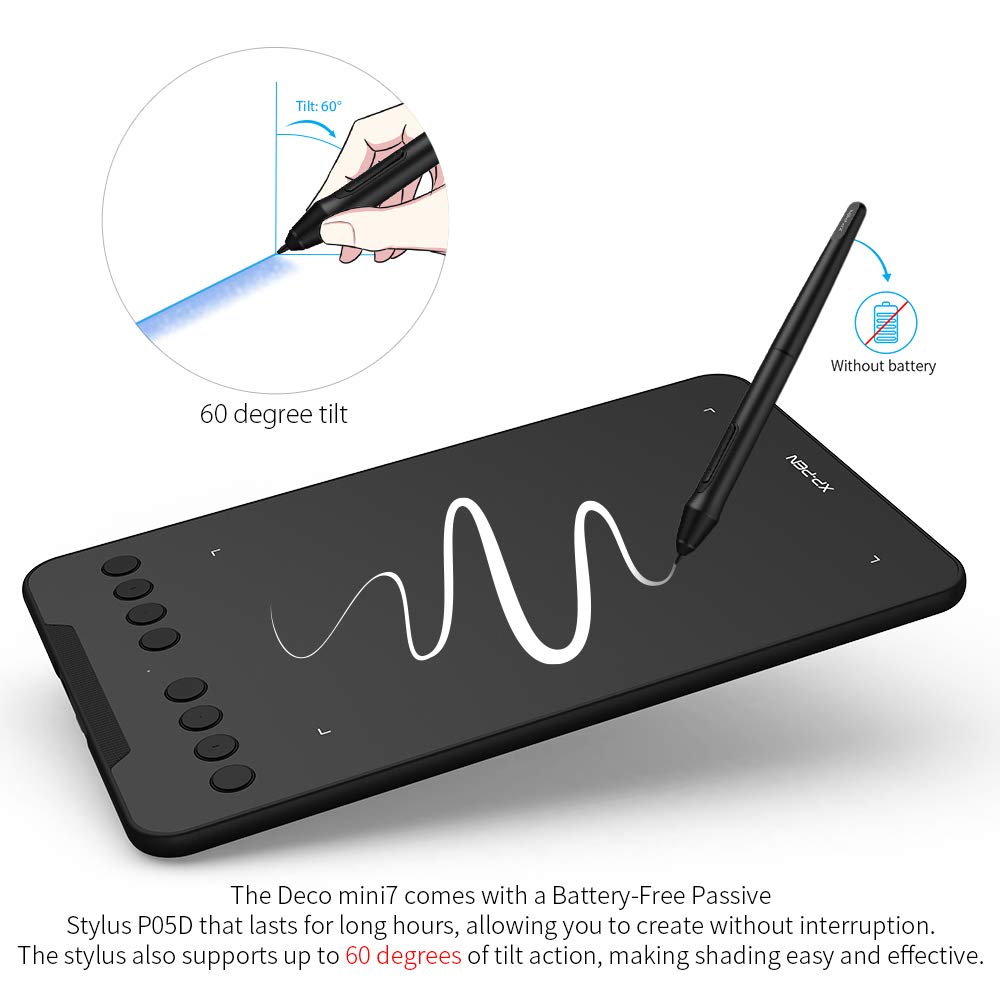 Tilt: 60°
60 degree tilt
Without battery
XP-PEN
The Deco mini7 comes with a Battery-Free Passive
Stylus P05D that lasts for long hours, allowing you to create without interruption.
The stylus also supports up to 60 degrees of tilt action, making shading easy and effective.